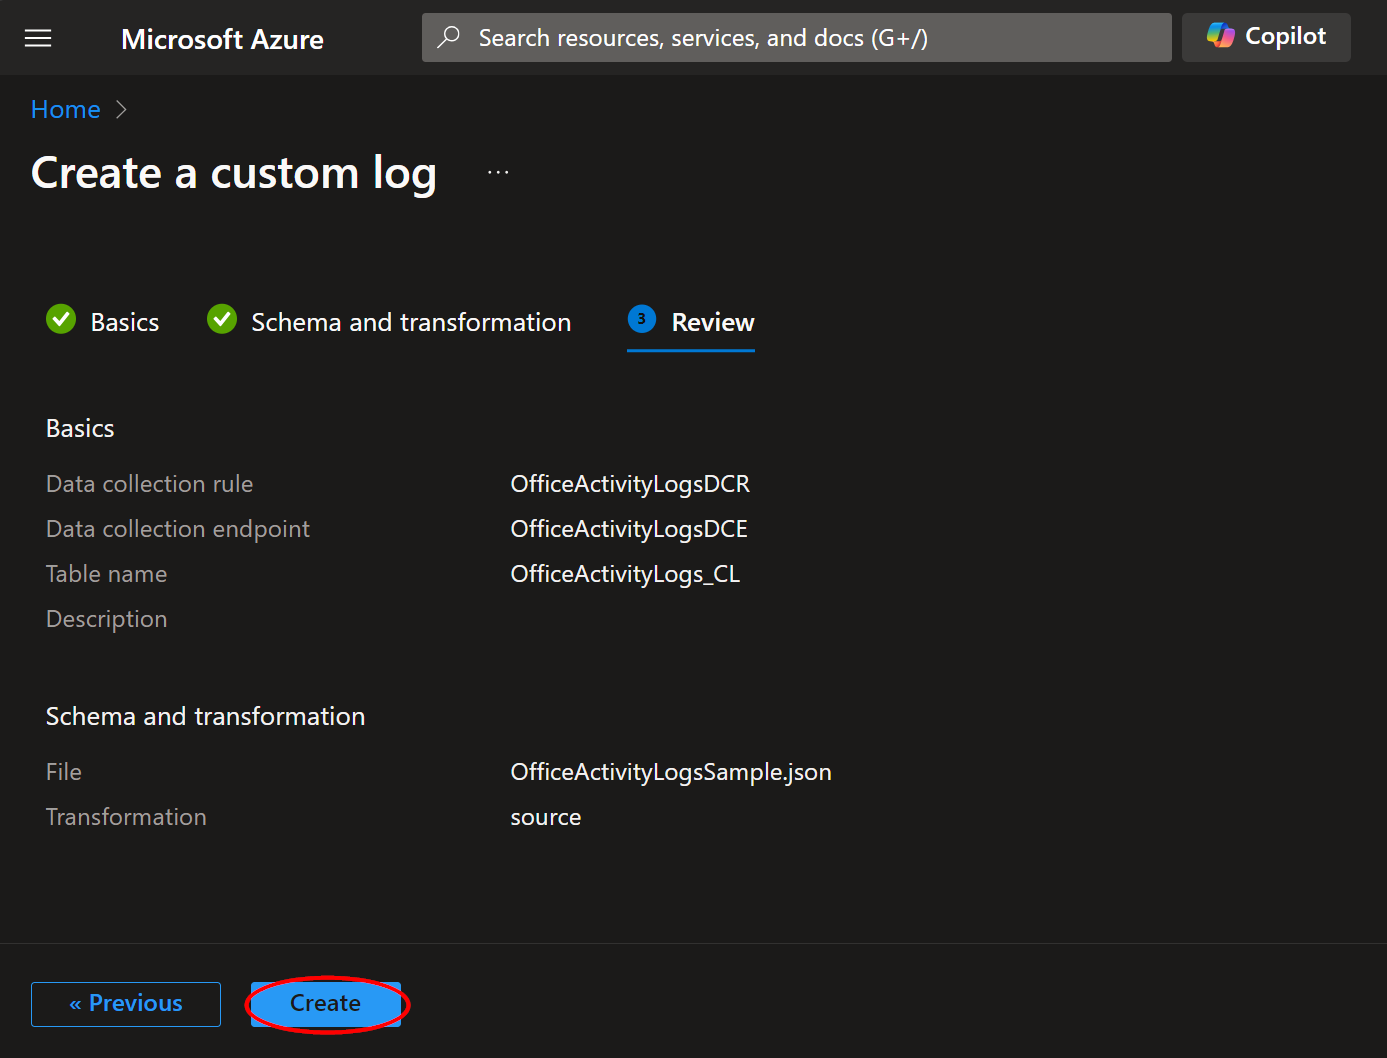 Microsoft Azure
Search resources, services, and docs (G+/)
Copilot
Home
Create a custom log ...
Basics
Schema and transformation
3 Review
Basics
Data collection rule OfficeActivityLogsDCR
Data collection endpoint OfficeActivityLogsDCE
Table name OfficeActivityLogs_CL
Description
Schema and transformation
File OfficeActivityLogsSample.json
Transformation source
« Previous
Create